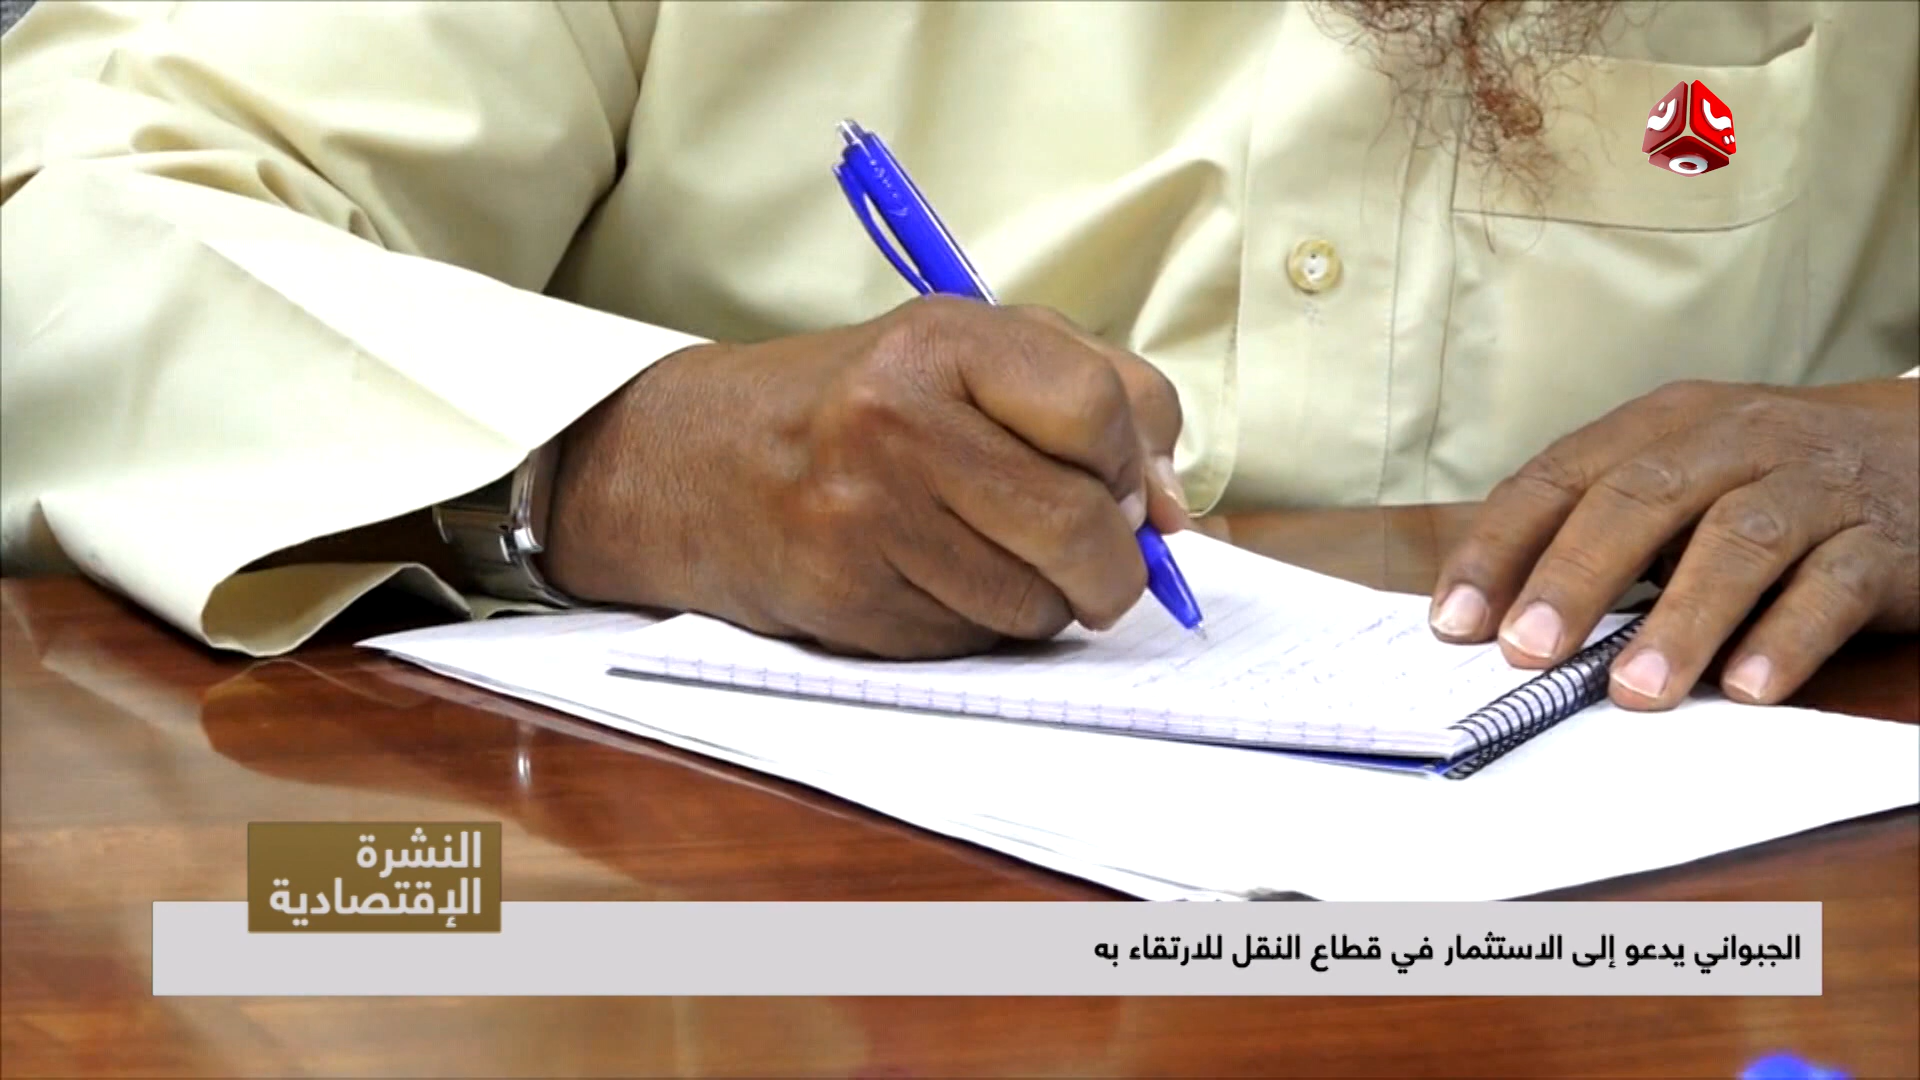 النشرة
الإقتصادية
الجبواني يدعو إلى الاستثمار في قطاع النقل للارتقاء به